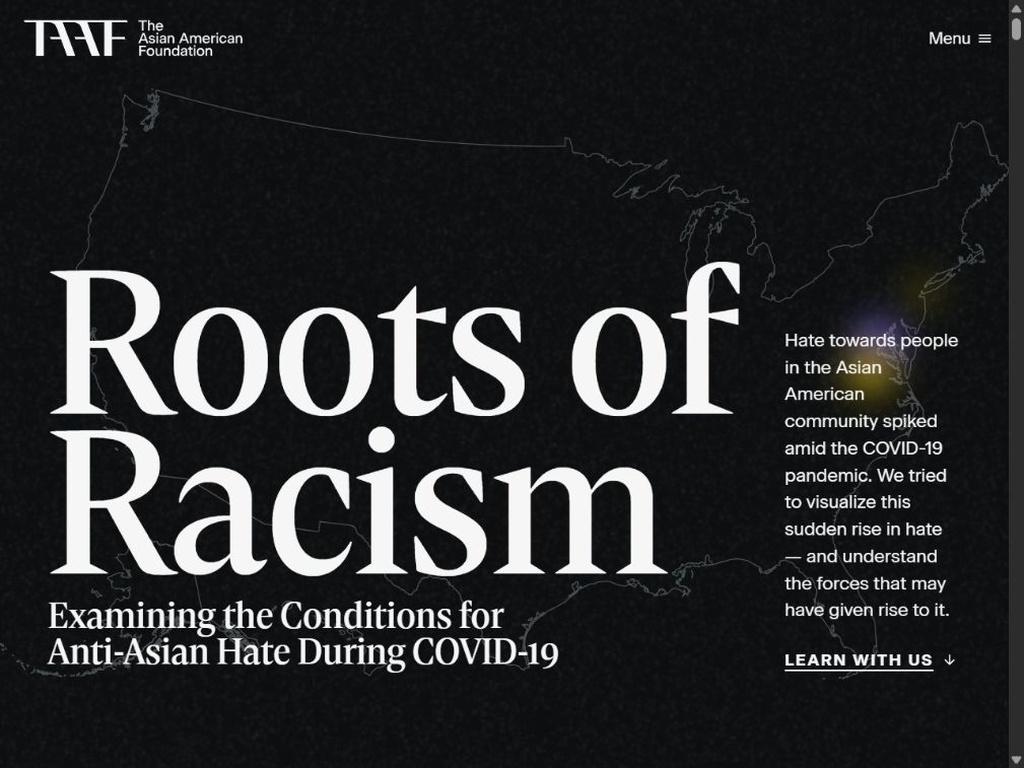 TAAF
The
Asian American
Foundation
Menu
Roots of
Racism
Examining the Conditions for
Anti-Asian Hate During COVID-19
Hate towards people
in the Asian
American
community spiked
amid the COVID-19
pandemic. We tried
to visualize this
sudden rise in hate
— and understand
the forces that may
have given rise to it.
LEARN WITH US ↓